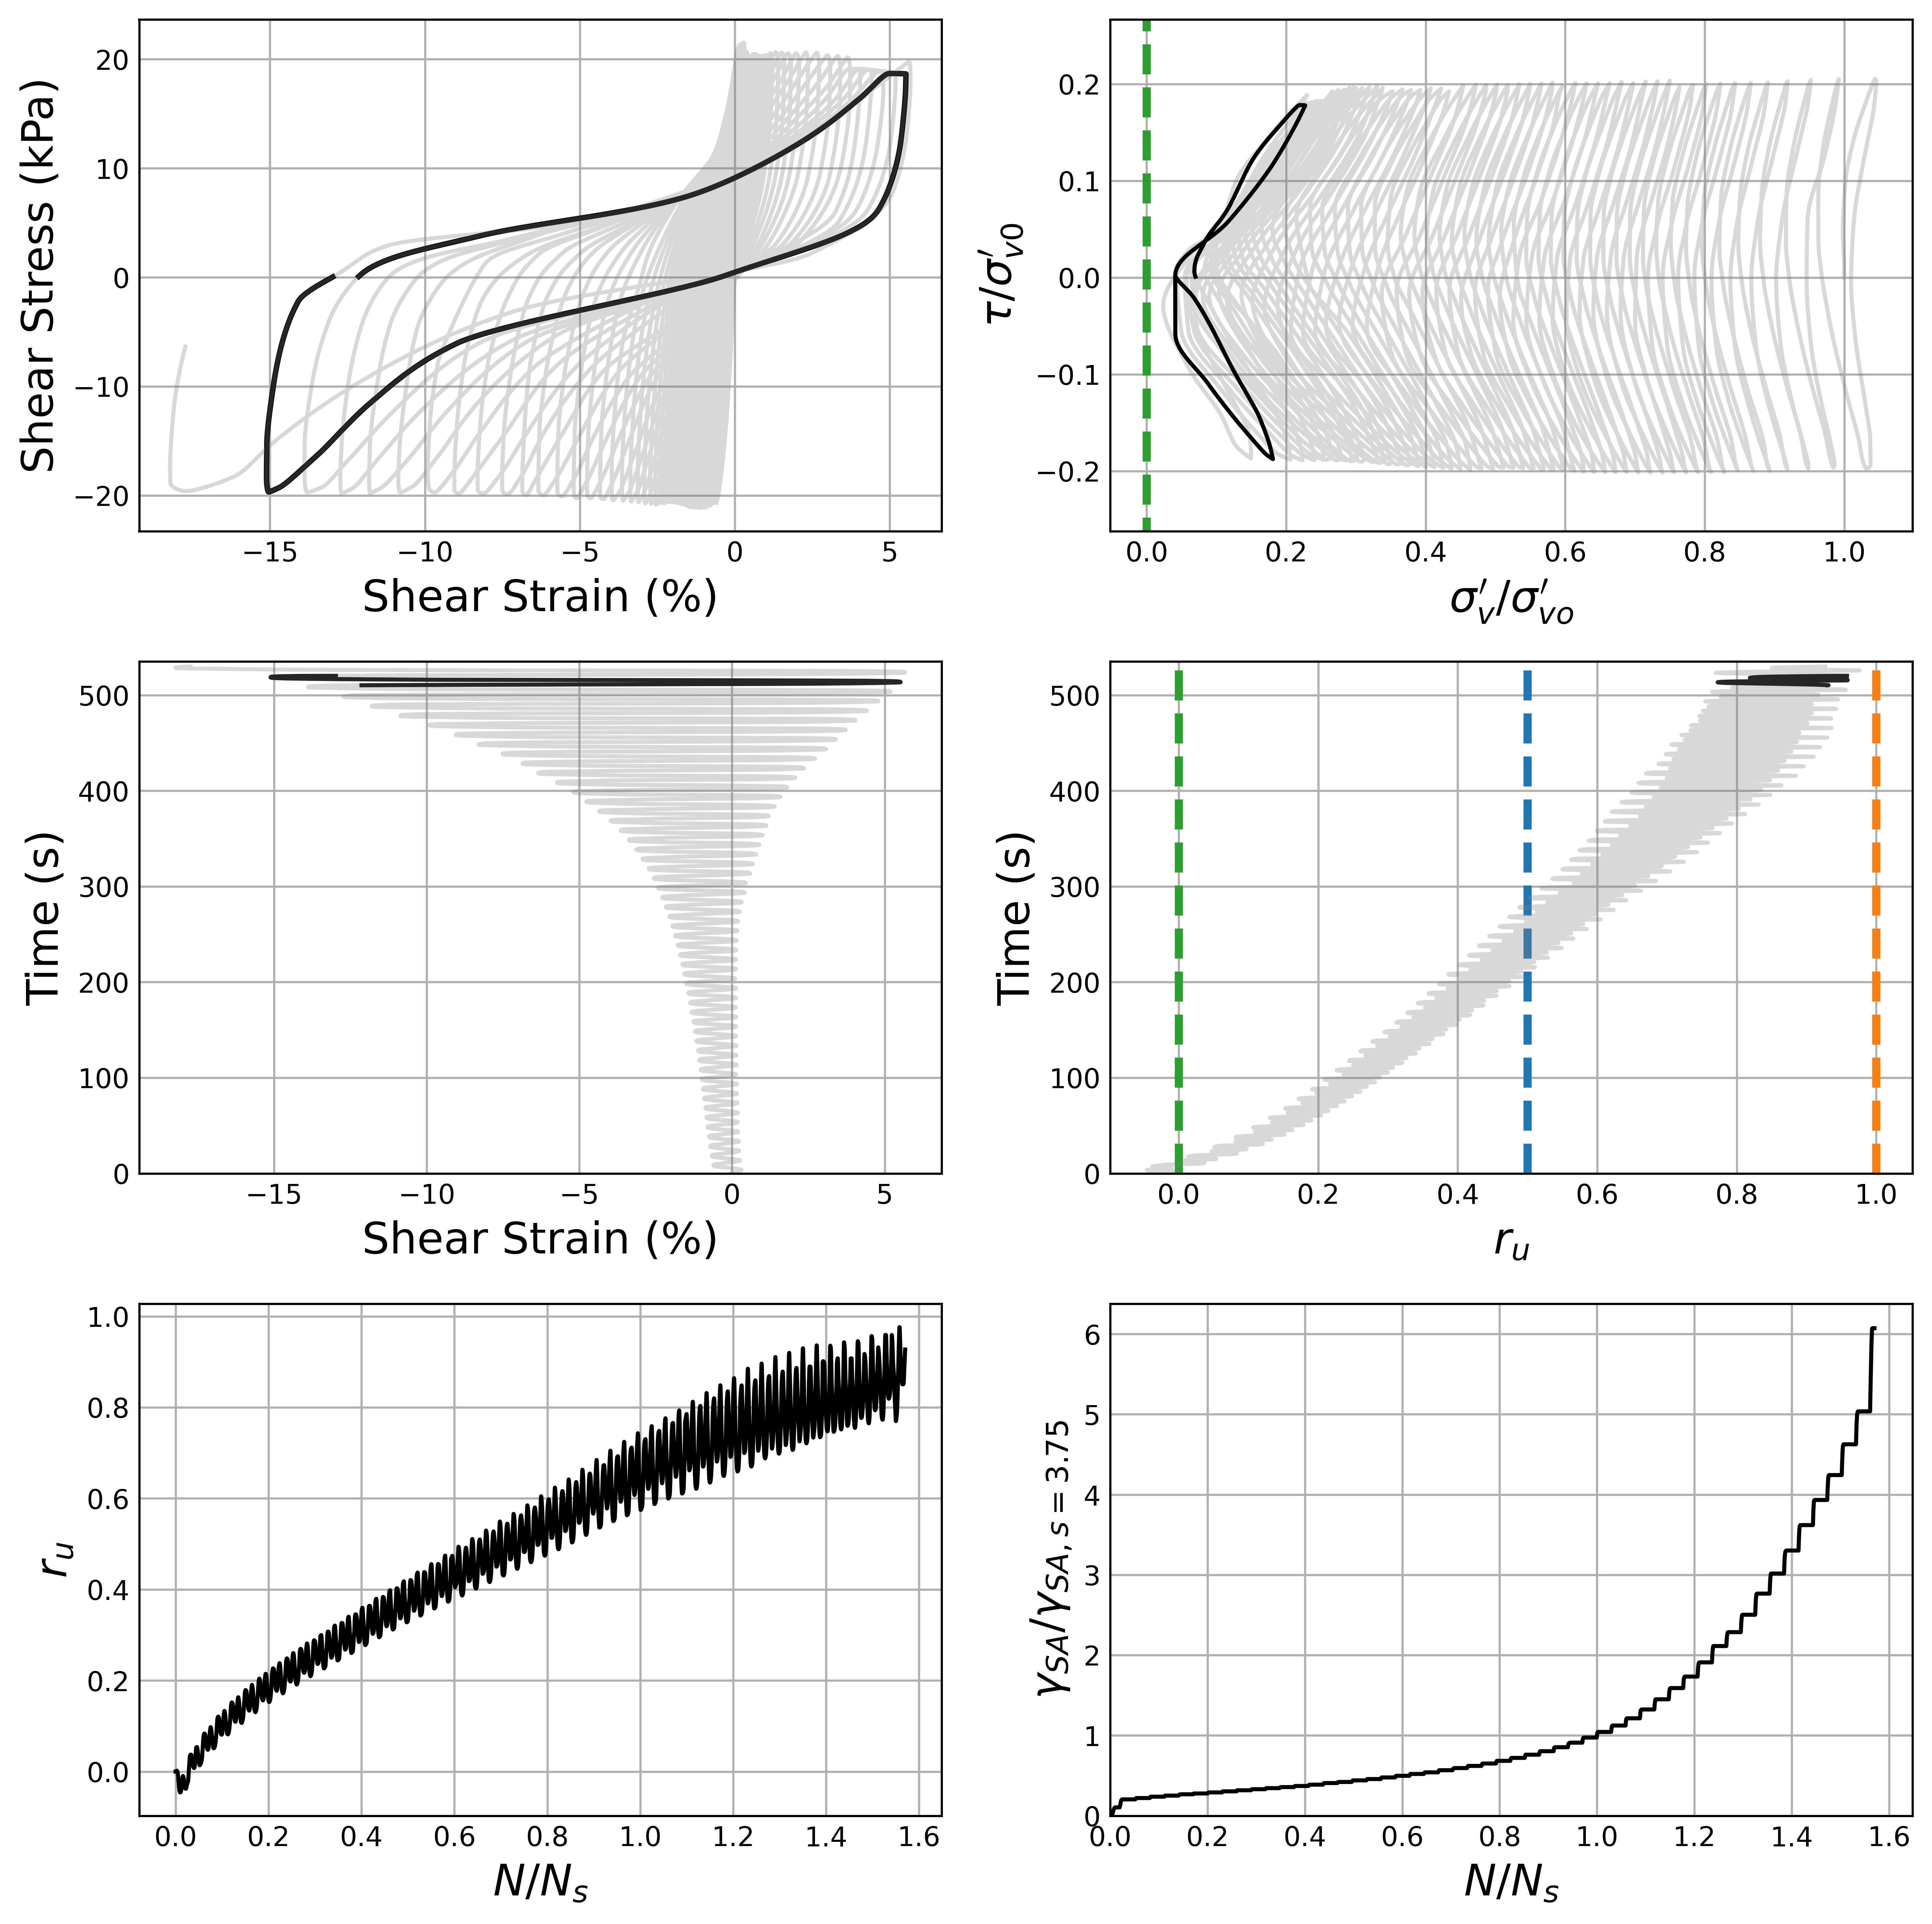 20
10
0
−10
−20
Shear Stress (kPa)
−15 −10 −5 0 5
Shear Strain (%)
0.2
0.1
0.0
−0.1
−0.2
τ/σ′v0
0.0 0.2 0.4 0.6 0.8 1.0
σ′v/σ′vo
500
400
300
200
100
0
Time (s)
−15 −10 −5 0 5
Shear Strain (%)
500
400
300
200
100
0
Time (s)
0.0 0.2 0.4 0.6 0.8 1.0
ru
1.0
0.8
0.6
0.4
0.2
0.0
ru
0.0 0.2 0.4 0.6 0.8 1.0 1.2 1.4 1.6
N/Ns
6
5
4
3
2
1
0
γSA/γSA, s = 3.75
0.0 0.2 0.4 0.6 0.8 1.0 1.2 1.4 1.6
N/Ns